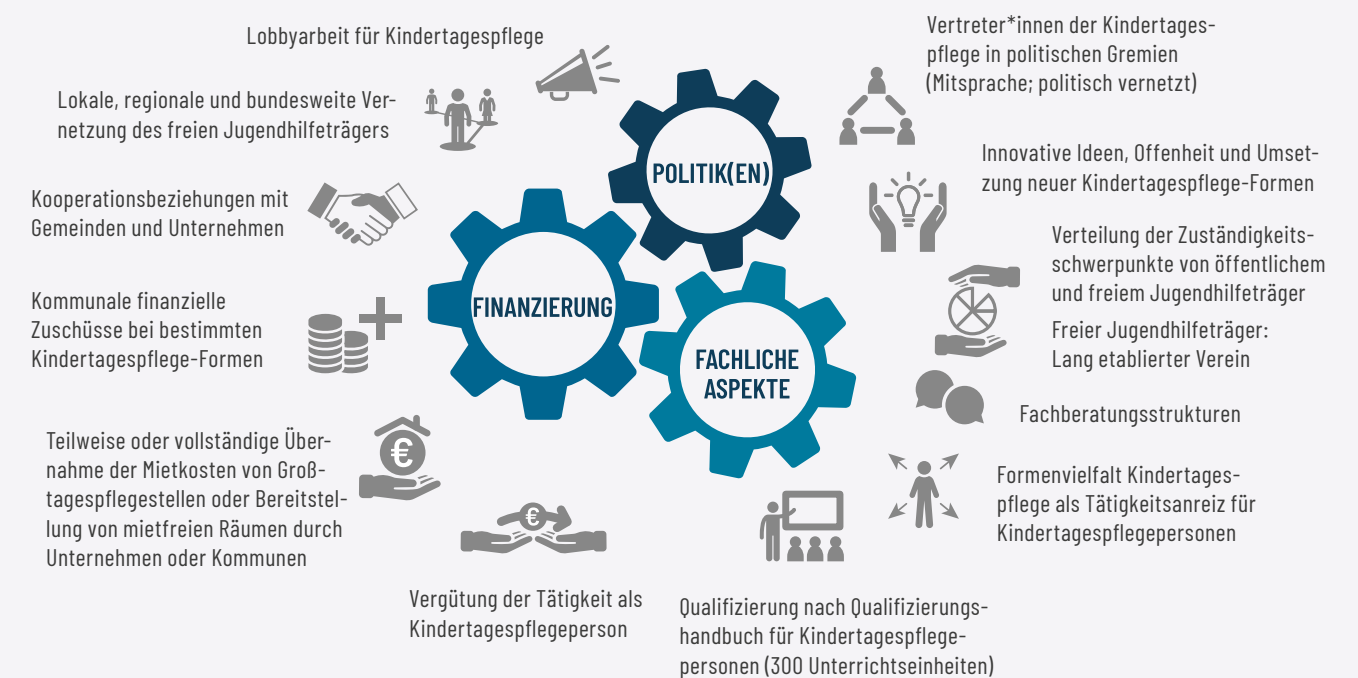 Lobbyarbeit für Kindertagespflege
Lokale, regionale und bundesweite Ver-
netzung des freien Jugendhilfeträgers
Kooperationsbeziehungen mit
Gemeinden und Unternehmen
Kommunale finanzielle
Zuschüsse bei bestimmten
Kindertagespflege-Formen
Teilweise oder vollständige Über-
nahme der Mietkosten von Groß-
tagespflegestellen oder Bereitstel-
lung von mietfreien Räumen durch
Unternehmen oder Kommunen
Vergütung der Tätigkeit als
Kindertagespflegeperson
POLITIK(EN)
FINANZIERUNG
FACHLICHE
ASPEKTE
€
€
Vertreter*innen der Kindertages-
pflege in politischen Gremien
(Mitsprache; politisch vernetzt)
Innovative Ideen, Offenheit und Umset-
zung neuer Kindertagespflege-Formen
Verteilung der Zuständigkeits-
schwerpunkte von öffentlichem
und freiem Jugendhilfeträger
Freier Jugendhilfeträger:
Lang etablierter Verein
Fachberatungsstrukturen
Formenvielfalt Kindertages-
pflege als Tätigkeitsanreiz für
Kindertagespflegepersonen
Qualifizierung nach Qualifizierungs-
handbuch für Kindertagespflege-
personen (300 Unterrichtseinheiten)